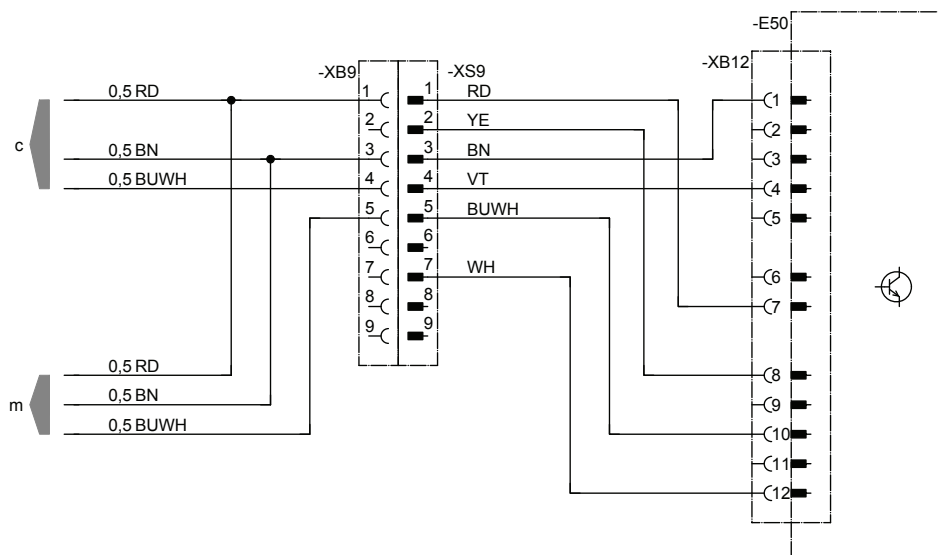 -E50
-XB9 -XS9 -XB12
0,5 RD 1 1 RD 1
2 2 YE 2
c 0,5 BN 3 3 BN 3
0,5 BUWH 4 4 VT 4
5 5 BUWH 5
6 6
7 7 WH 6
8 8 7
9 9
0,5 RD 8
m 0,5 BN 9
0,5 BUWH 10
11
12